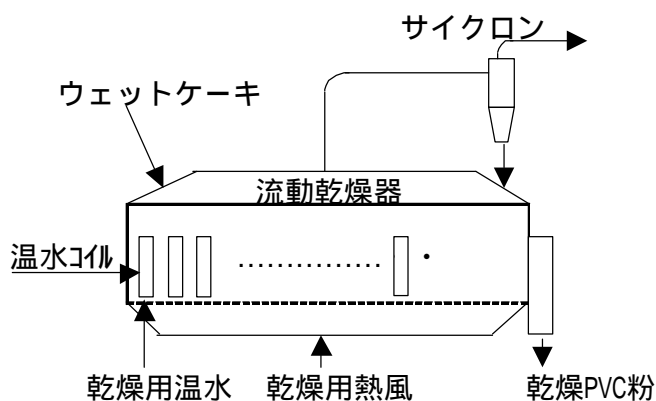 サイクロン
ウェットケーキ
流動乾燥器
温水コイル
乾燥用温水
乾燥用熱風
乾燥PVC粉